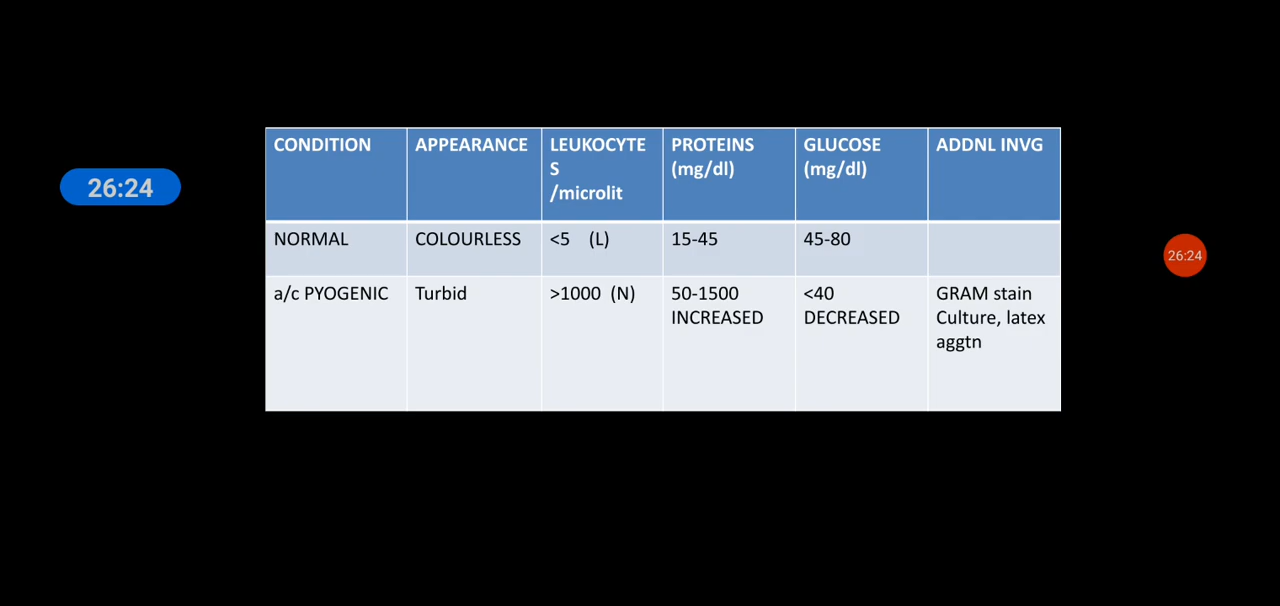 26:24
CONDITION APPEARANCE LEUKOCYTE PROTEINS GLUCOSE ADDNL INVG
S (mg/dl) (mg/dl)
/microlit
NORMAL COLOURLESS <5 (L) 15-45 45-80
26:24
a/c PYOGENIC Turbid >1000 (N) 50-1500 <40 GRAM stain
INCREASED DECREASED Culture, latex
aggtn